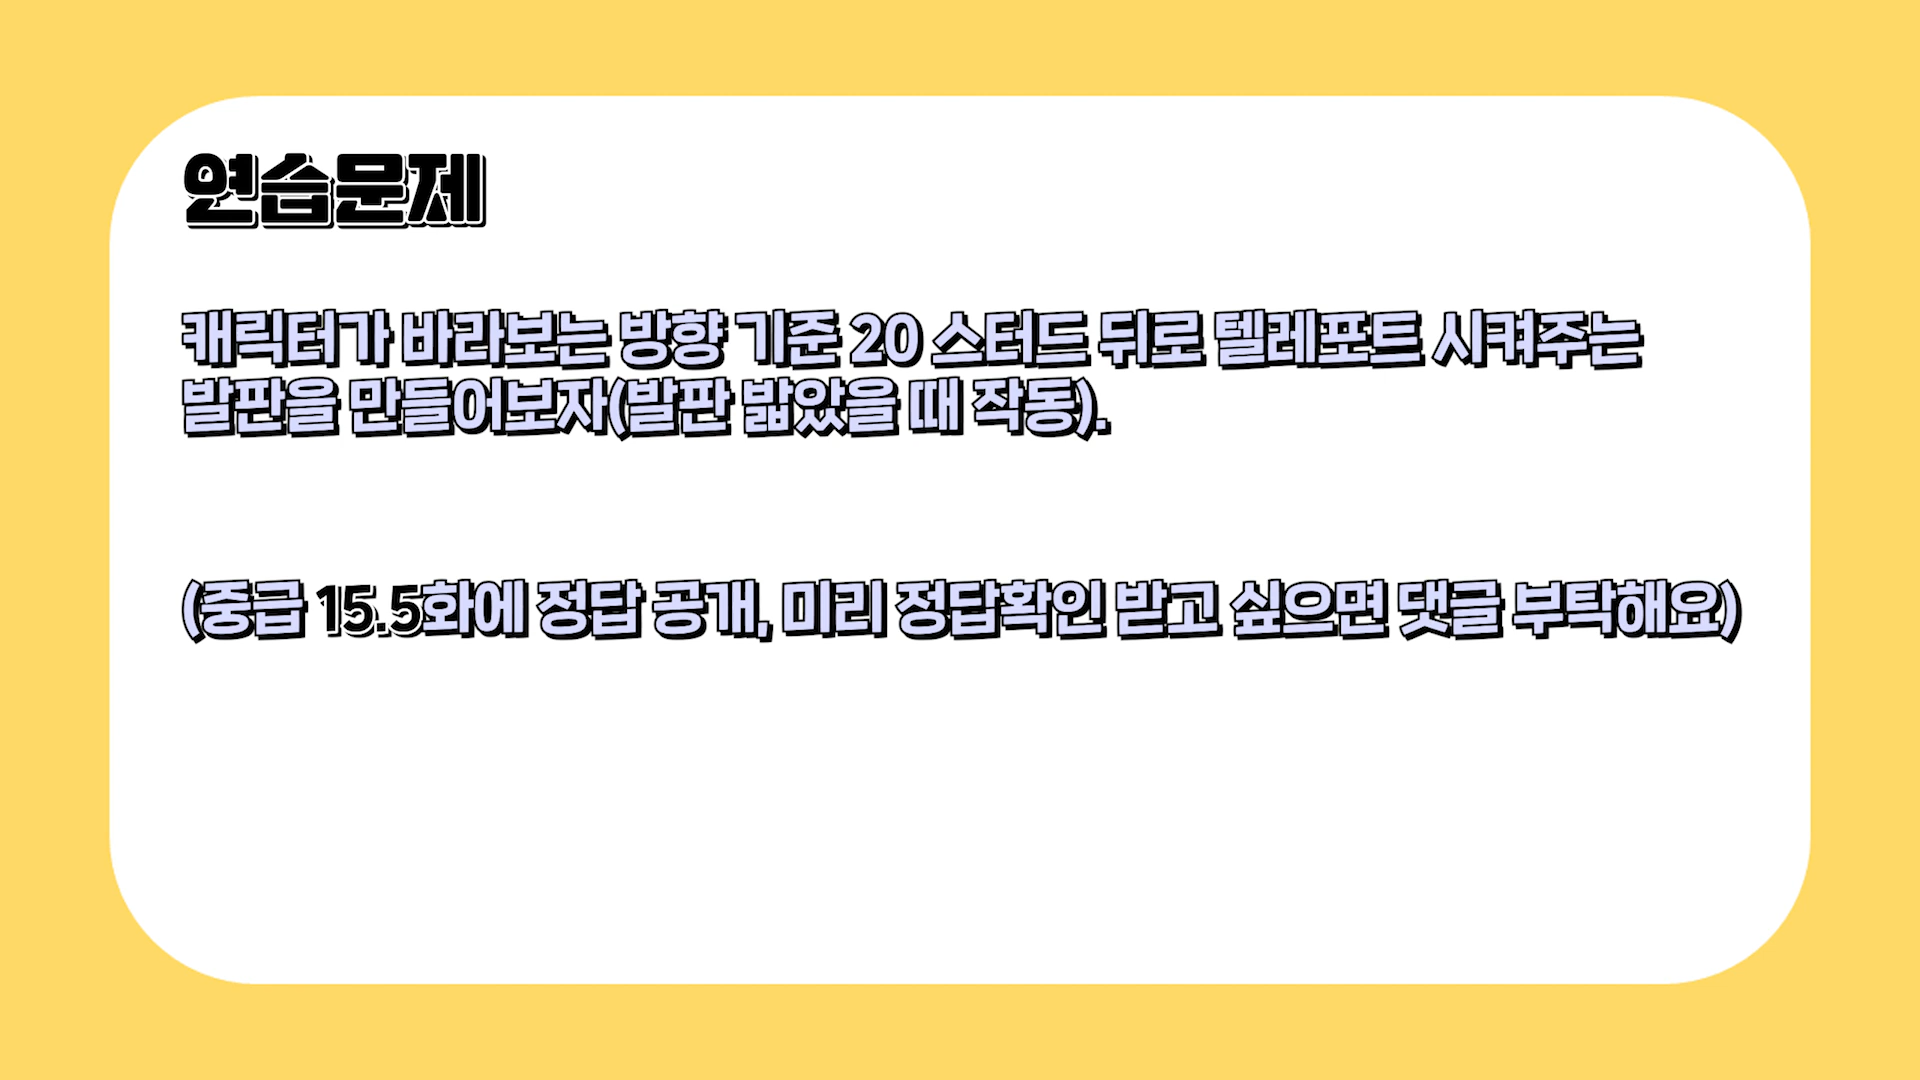 연습문제
캐릭터가 바라보는 방향 기준 20 스터드 뒤로 텔레포트 시켜주는
발판을 만들어보자(발판 밟았을 때 작동).
(중급 15.5화에 정답 공개, 미리 정답확인 받고 싶으면 댓글 부탁해요)